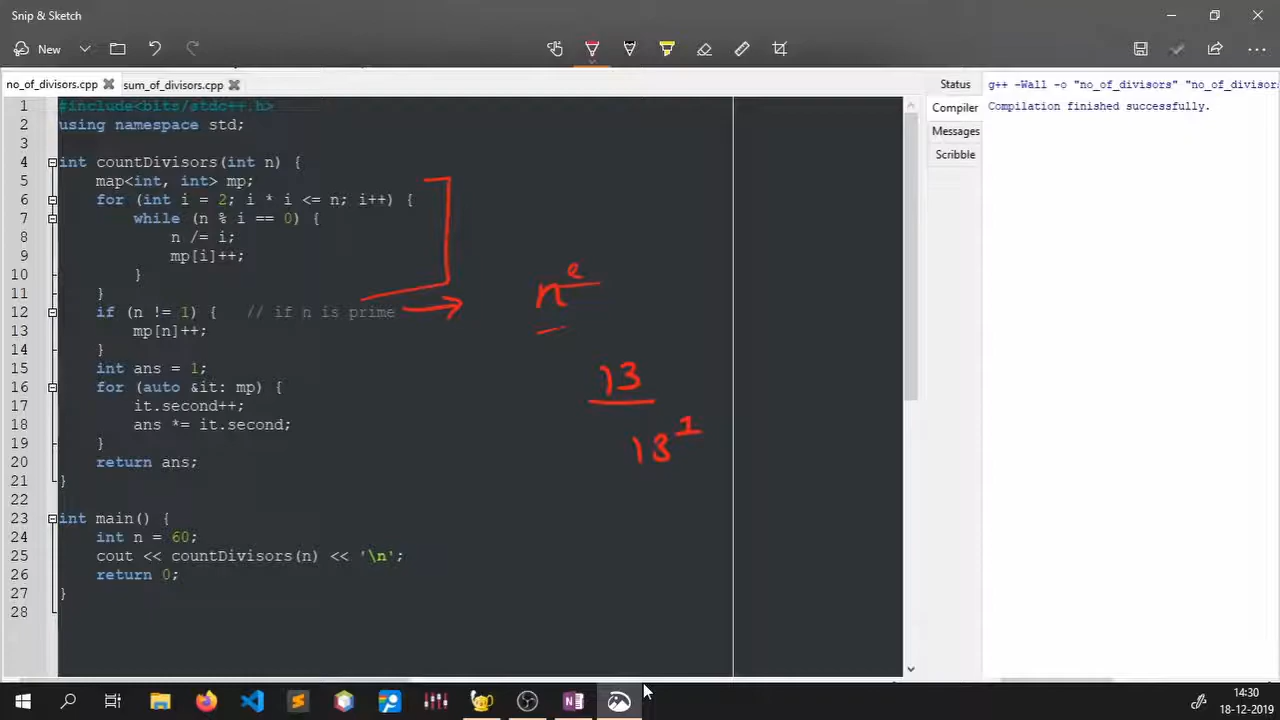 Snip & Sketch
New
no_of_divisors.cpp
sum_of_divisors.cpp
1 #include<bits/stdc++.h>
2 using namespace std;
3
4 int countDivisors(int n) {
5 map<int, int> mp;
6 for (int i = 2; i * i <= n; i++) {
7 while (n % i == 0) {
8 n /= i;
9 mp[i]++;
10 }
11 }
12 if (n != 1) { // if n is prime
13 mp[n]++;
14 }
15 int ans = 1;
16 for (auto &it: mp) {
17 it.second++;
18 ans *= it.second;
19 }
20 return ans;
21 }
22
23 int main() {
24 int n = 60;
25 cout << countDivisors(n) << '\n';
26 return 0;
27 }
28
n^e
13
13^1
Status
Compiler
Messages
Scribble
g++ -Wall -o "no_of_divisors" "no_of_divisor
Compilation finished successfully.
14:30
18-12-2019